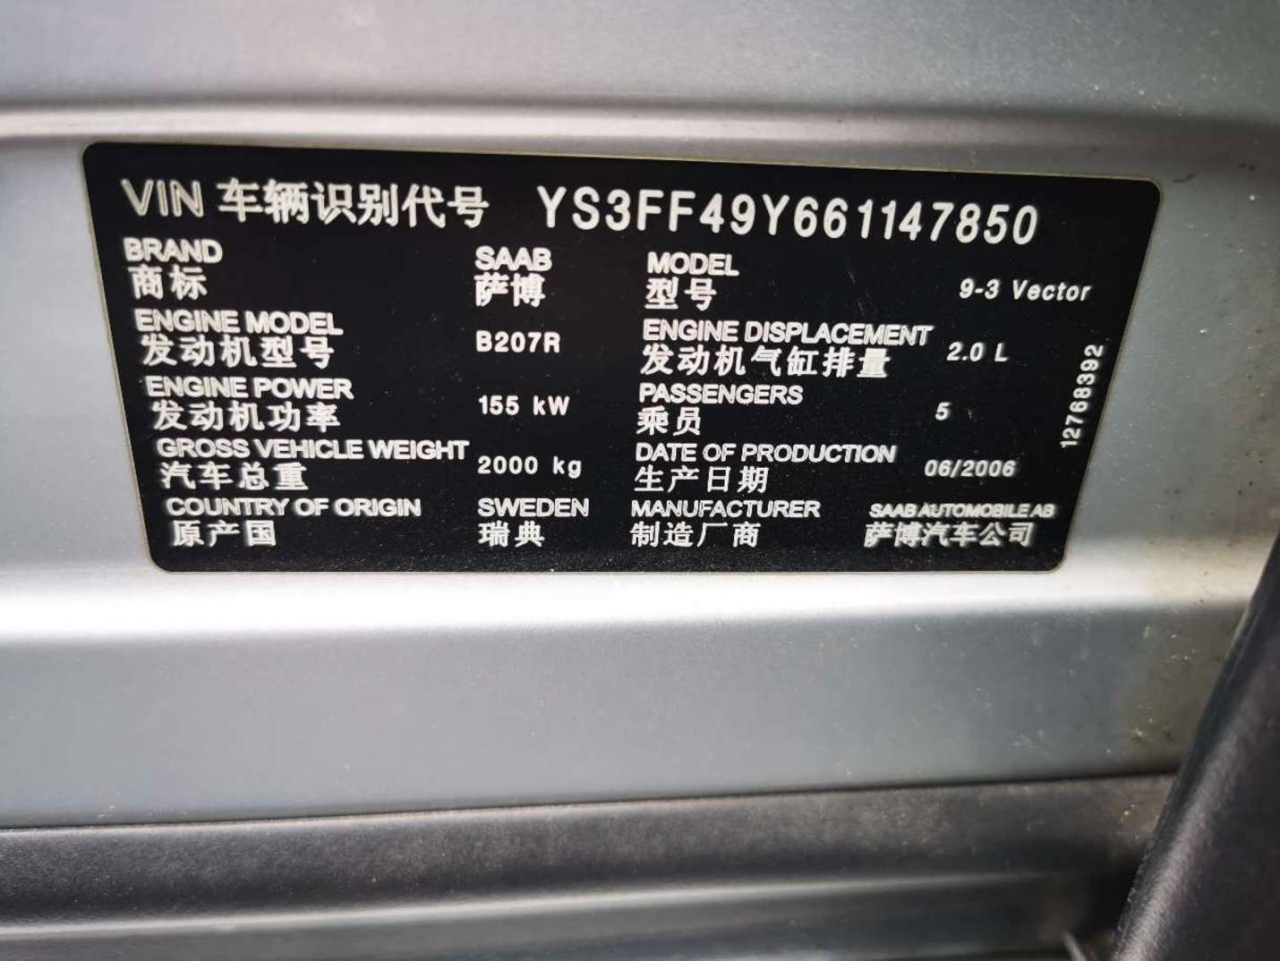 VIN 车辆识别代号 YS3FF49Y661147850
BRAND SAAB MODEL
商标 萨博 型号 9-3 Vector
ENGINE MODEL B207R ENGINE DISPLACEMENT 2.0 L
发动机型号 发动机气缸排量
ENGINE POWER 155 kW PASSENGERS 5
发动机功率 乘员
GROSS VEHICLE WEIGHT 2000 kg DATE OF PRODUCTION 06/2006
汽车总重 生产日期
COUNTRY OF ORIGIN SWEDEN MANUFACTURER SAAB AUTOMOBILE AB
原产国 瑞典 制造厂商 萨博汽车公司
12768392